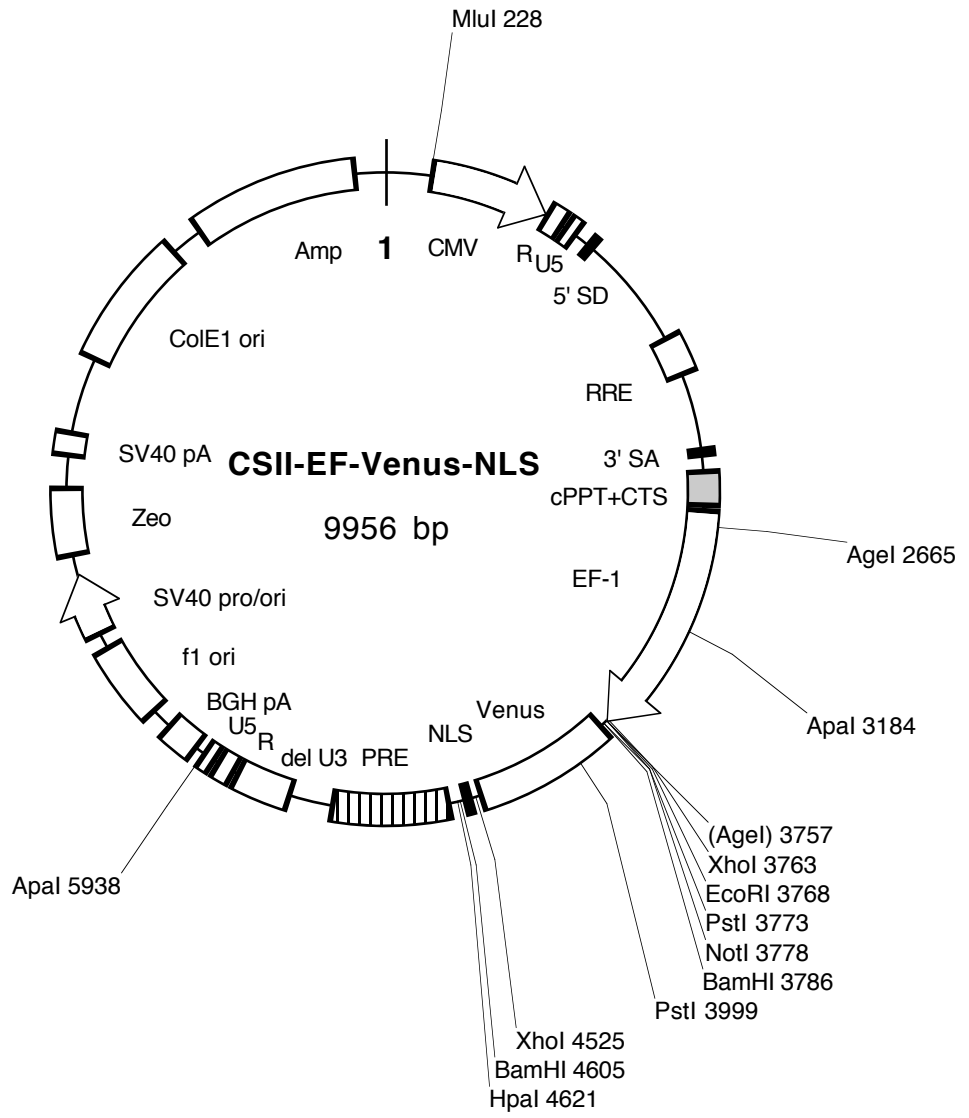 MluI 228
Amp
1
CMV
R
U5
5' SD
ColE1 ori
RRE
SV40 pA
CSII-EF-Venus-NLS
3' SA
cPPT+CTS
Zeo
9956 bp
AgeI 2665
EF-1
SV40 pro/ori
f1 ori
BGH pA
U5
R
del U3
PRE
NLS
Venus
ApaI 3184
(AgeI) 3757
XhoI 3763
ApaI 5938
EcoRI 3768
PstI 3773
NotI 3778
BamHI 3786
PstI 3999
XhoI 4525
BamHI 4605
HpaI 4621